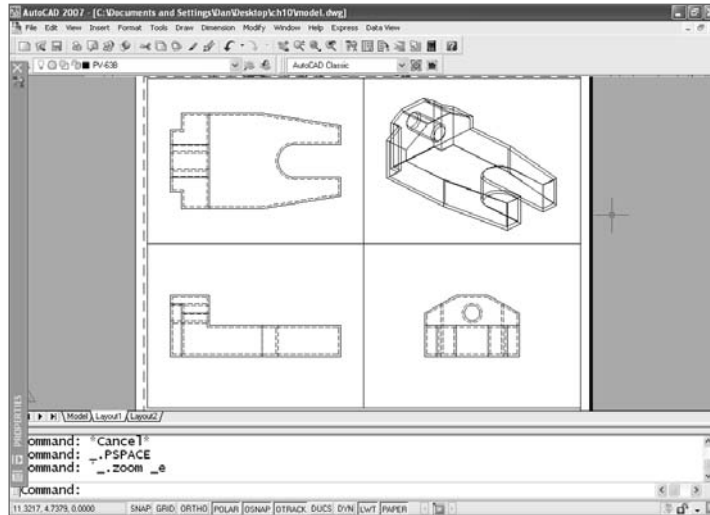 AutoCAD 2007 - [C:\Documents and Settings\Dan\Desktop\ch10\model.dwg]
File Edit View Insert Format Tools Draw Dimension Modify Window Help Express Data View
PV-63B
AutoCAD Classic
Model Layout1 Layout2
PROPERTIES
Command: *Cancel*
Command: _.PSPACE
Command: '_.zoom _e
Command:
11.3217, 4.7379, 0.0000 SNAP GRID ORTHO POLAR OSNAP OTRACK DUCS DYN LWT PAPER